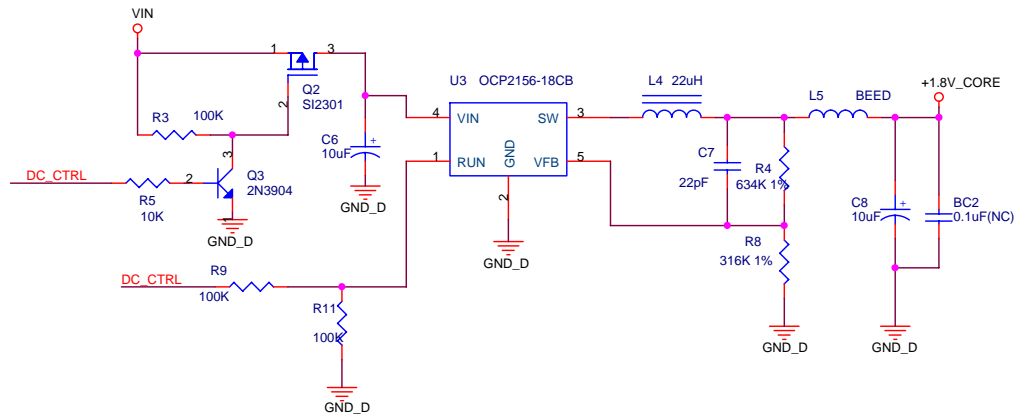 VIN
1
3
Q2
SI2301
2
R3
100K
3
DC_CTRL
2
Q3
2N3904
R5
10K
1
GND_D
C6
10uF
+
GND_D
U3 OCP2156-18CB
4
VIN
SW
3
1
RUN
VFB
5
GND
2
GND_D
L4 22uH
C7
22pF
R4
634K 1%
L5 BEED
+1.8V_CORE
R8
316K 1%
GND_D
C8
10uF
+
BC2
0.1uF(NC)
GND_D
DC_CTRL
R9
100K
R11
100K
GND_D